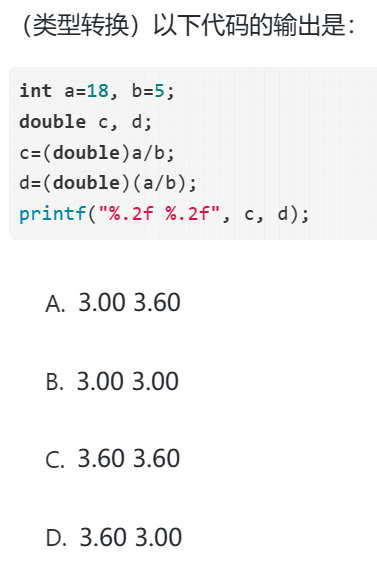 （类型转换）以下代码的输出是：
int a=18, b=5;
double c, d;
c=(double)a/b;
d=(double)(a/b);
printf("%.2f %.2f", c, d);
A. 3.00 3.60
B. 3.00 3.00
C. 3.60 3.60
D. 3.60 3.00